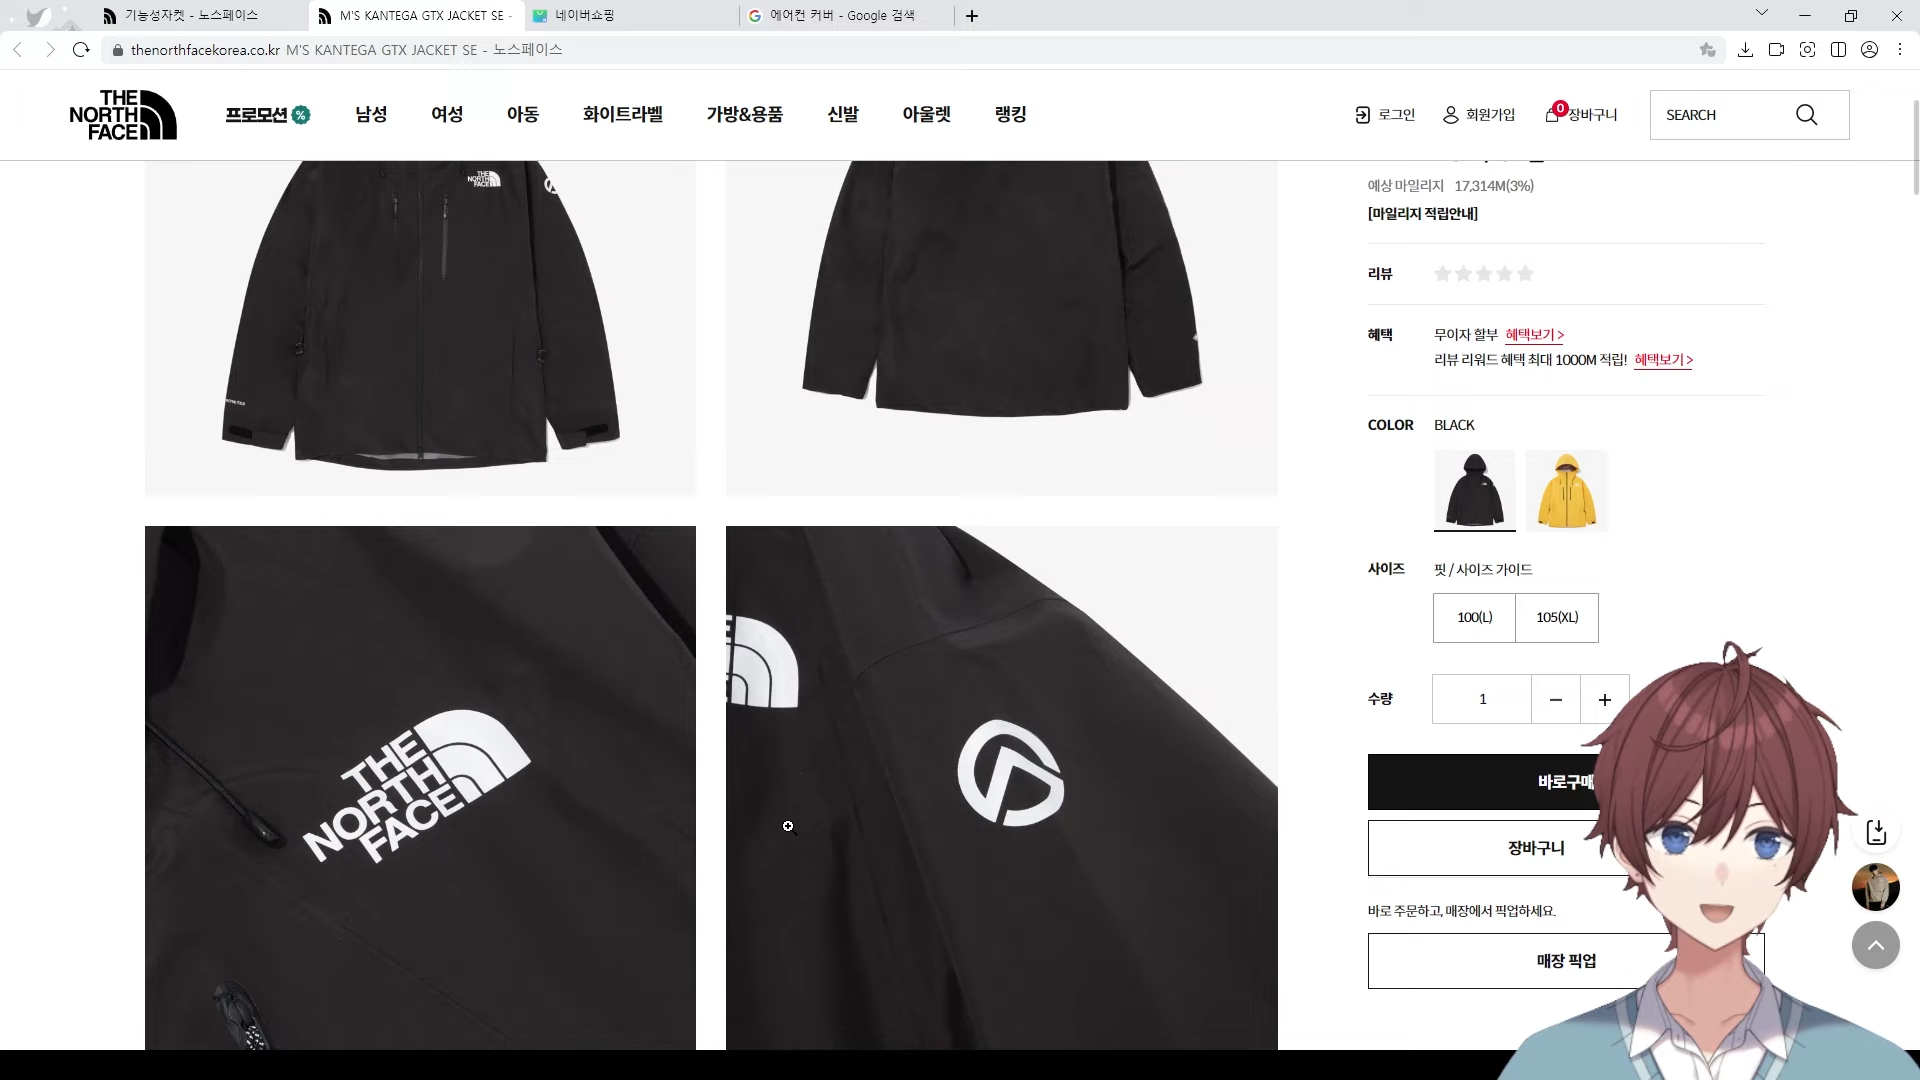 기능성자켓 - 노스페이스
M'S KANTEGA GTX JACKET SE -
네이버쇼핑
에어컨 커버 - Google 검색
thenorthfacekorea.co.kr M'S KANTEGA GTX JACKET SE - 노스페이스
THE
NORTH
FACE
프로모션 %
남성
여성
아동
화이트라벨
가방&용품
신발
아울렛
랭킹
로그인
회원가입
0
장바구니
SEARCH
THE
NORTH
FACE
GORE-TEX
예상 마일리지 17,314M(3%)
[마일리지 적립안내]
리뷰
혜택
무이자 할부 혜택보기 >
리뷰 리워드 혜택 최대 1000M 적립! 혜택보기 >
COLOR BLACK
사이즈 핏 / 사이즈 가이드
100(L) 105(XL)
수량 1 - +
바로구매
장바구니
바로 주문하고, 매장에서 픽업하세요.
매장 픽업
THE
NORTH
FACE